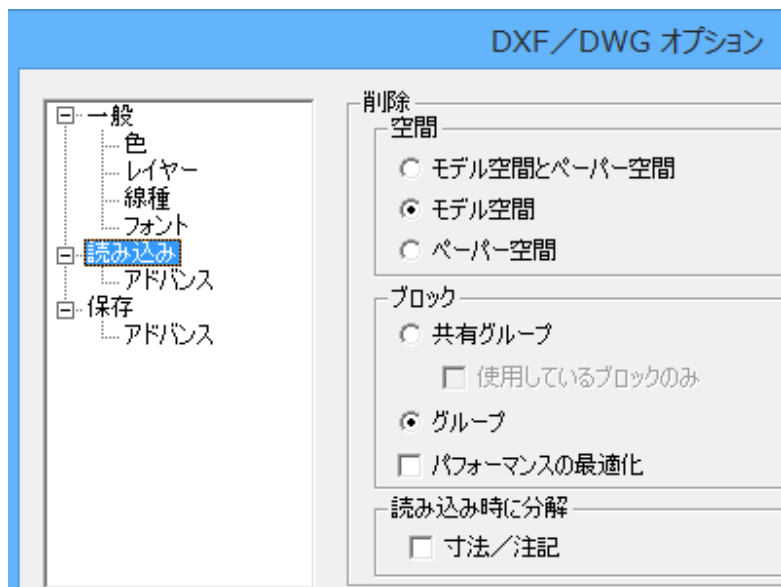 DXF／DWG オプション
一般
色
レイヤー
線種
フォント
読み込み
アドバンス
保存
アドバンス
削除
空間
モデル空間とペーパー空間
モデル空間
ペーパー空間
ブロック
共有グループ
使用しているブロックのみ
グループ
パフォーマンスの最適化
読み込み時に分解
寸法／注記